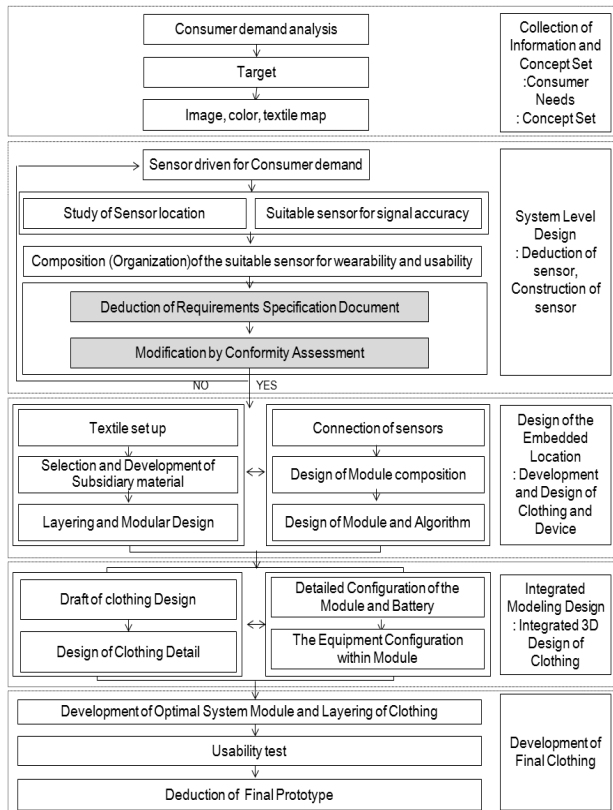 Consumer demand analysis
Target
Image, color, textile map
Collection of
Information and
Concept Set
:Consumer
Needs
: Concept Set
Sensor driven for Consumer demand
Study of Sensor location
Suitable sensor for signal accuracy
Composition (Organization)of the suitable sensor for wearability and usability
Deduction of Requirements Specification Document
Modification by Conformity Assessment
NO
YES
System Level
Design
: Deduction of
sensor,
Construction of
sensor
Textile set up
Selection and Development of
Subsidiary material
Layering and Modular Design
Connection of sensors
Design of Module composition
Design of Module and Algorithm
Design of the
Embedded
Location
: Development
and Design of
Clothing and
Device
Draft of clothing Design
Design of Clothing Detail
Detailed Configuration of the
Module and Battery
The Equipment Configuration
within Module
Integrated
Modeling Design
: Integrated 3D
Design of
Clothing
Development of Optimal System Module and Layering of Clothing
Usability test
Deduction of Final Prototype
Development of
Final Clothing